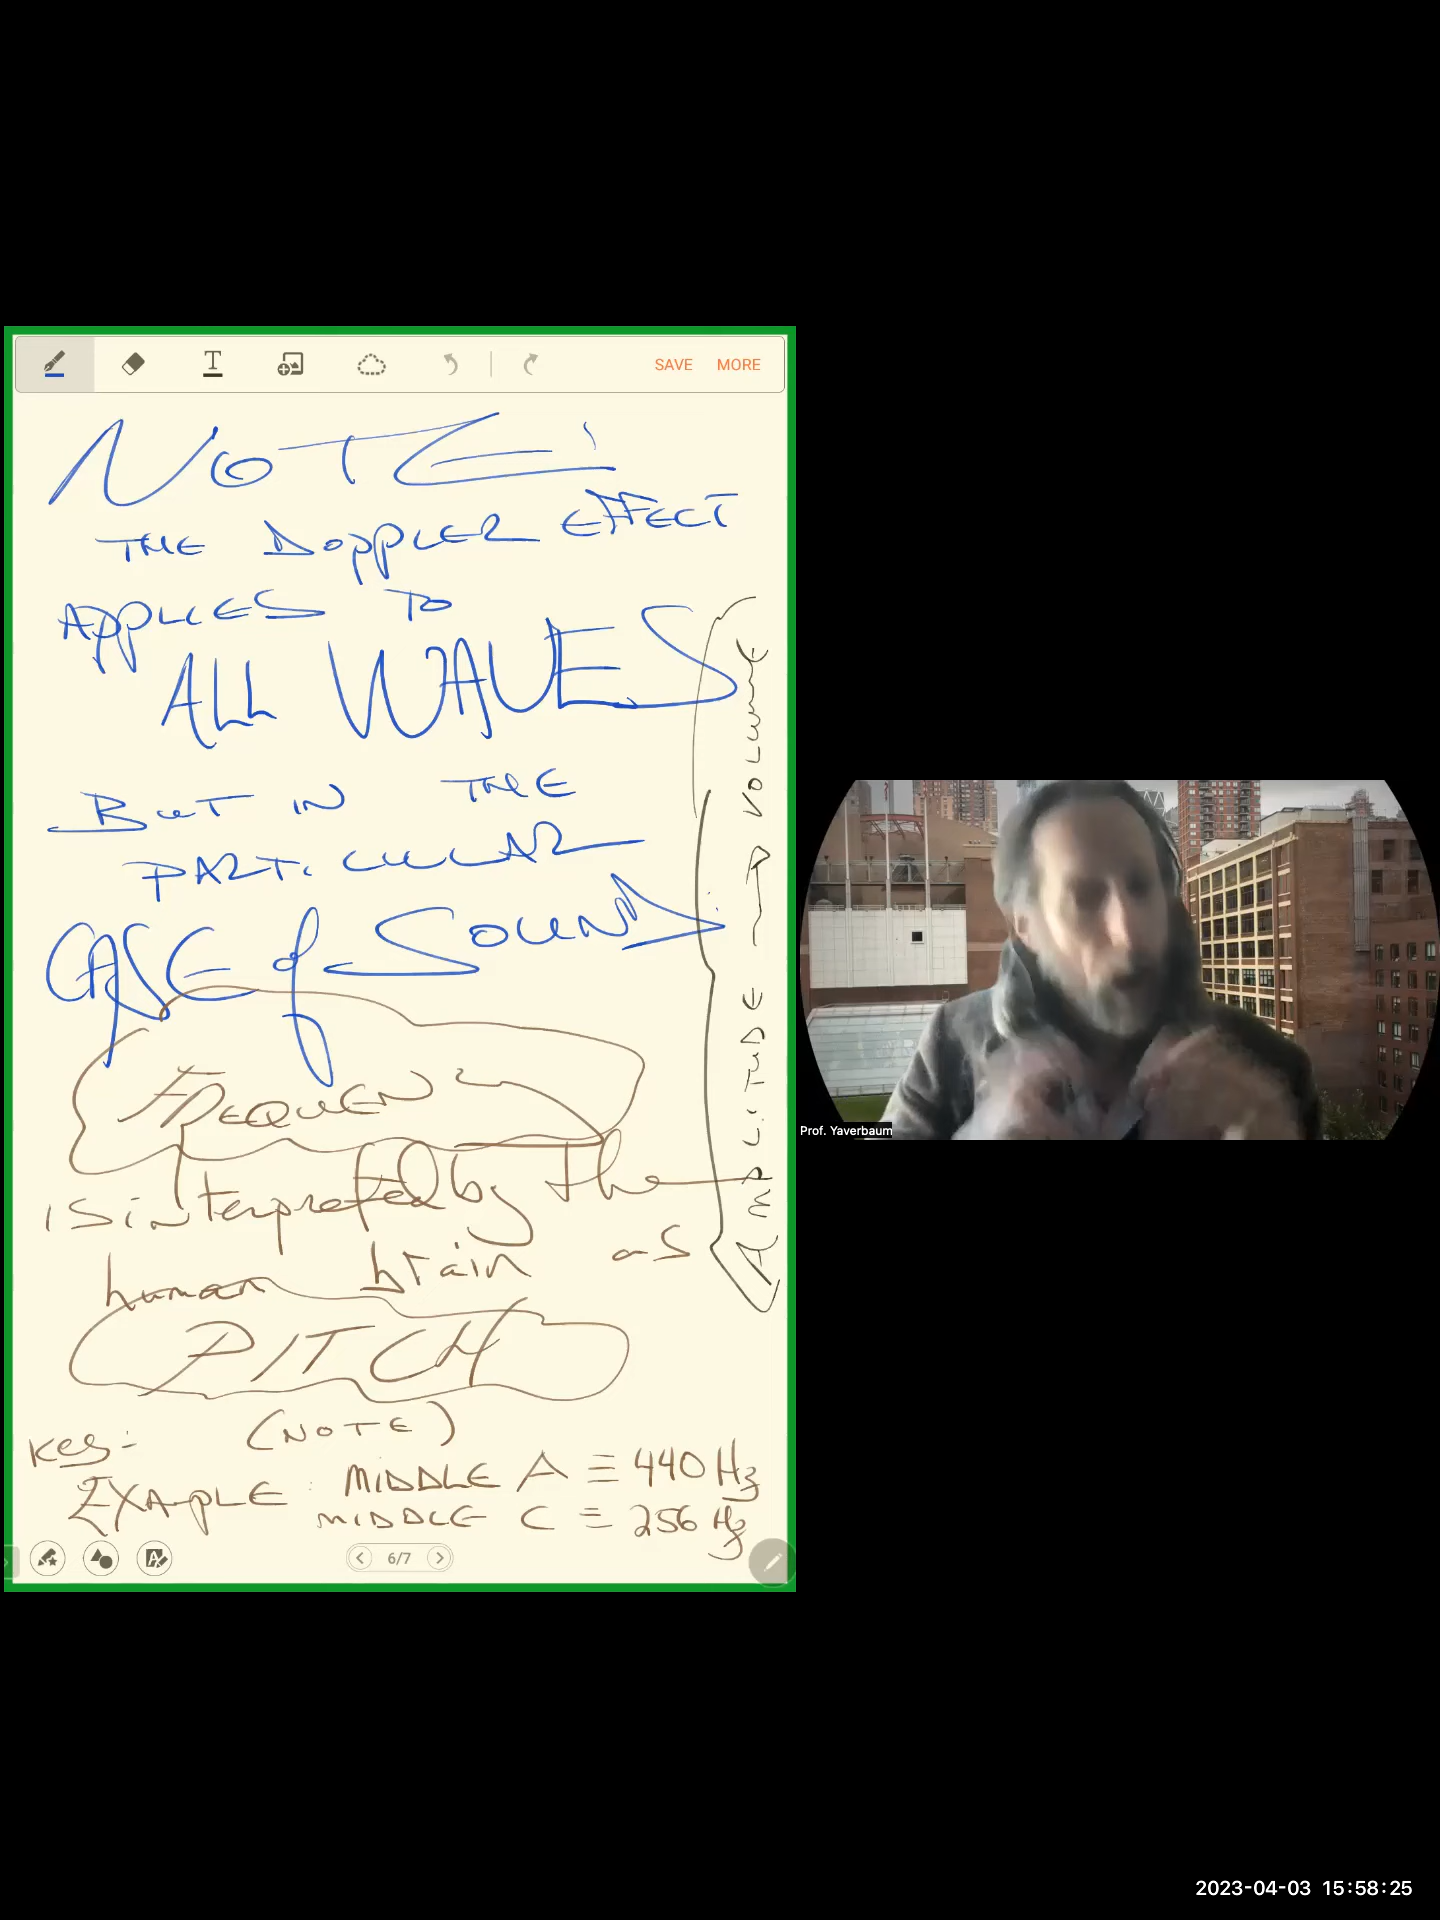 SAVE MORE
NOTE:
THE DOPPLER EFFECT
APPLIES TO
ALL WAVES
BUT IN THE
PARTICULAR
CASE of SOUND
FREQUENCY
is interpreted by the
human brain as
PITCH
(NOTE)
Key:
EXAMPLE: MIDDLE A ≡ 440 Hz
MIDDLE C ≡ 256 Hz
AMPLITUDE → VOLUME
6/7
Prof. Yaverbaum
2023-04-03 15:58:25